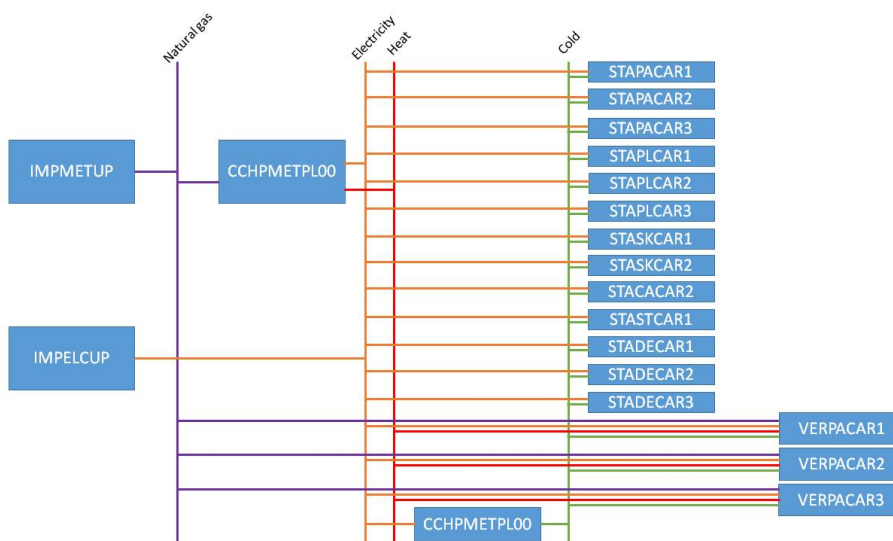 Natural gas
Electricity
Heat
Cold
STAPACAR1
STAPACAR2
STAPACAR3
IMPMETUP
CCHPMETPL00
STAPLCAR1
STAPLCAR2
STAPLCAR3
STASKCAR1
STASKCAR2
STACACAR2
STASTCAR1
IMPELCUP
STADECAR1
STADECAR2
STADECAR3
VERPACAR1
VERPACAR2
VERPACAR3
CCHPMETPL00